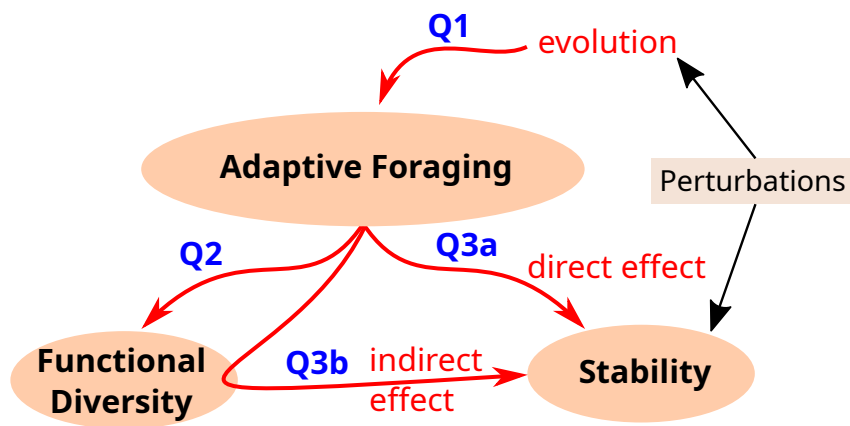 Q1
evolution
Adaptive Foraging
Perturbations
Q2
Q3a
direct effect
Functional
Diversity
Q3b
indirect
effect
Stability